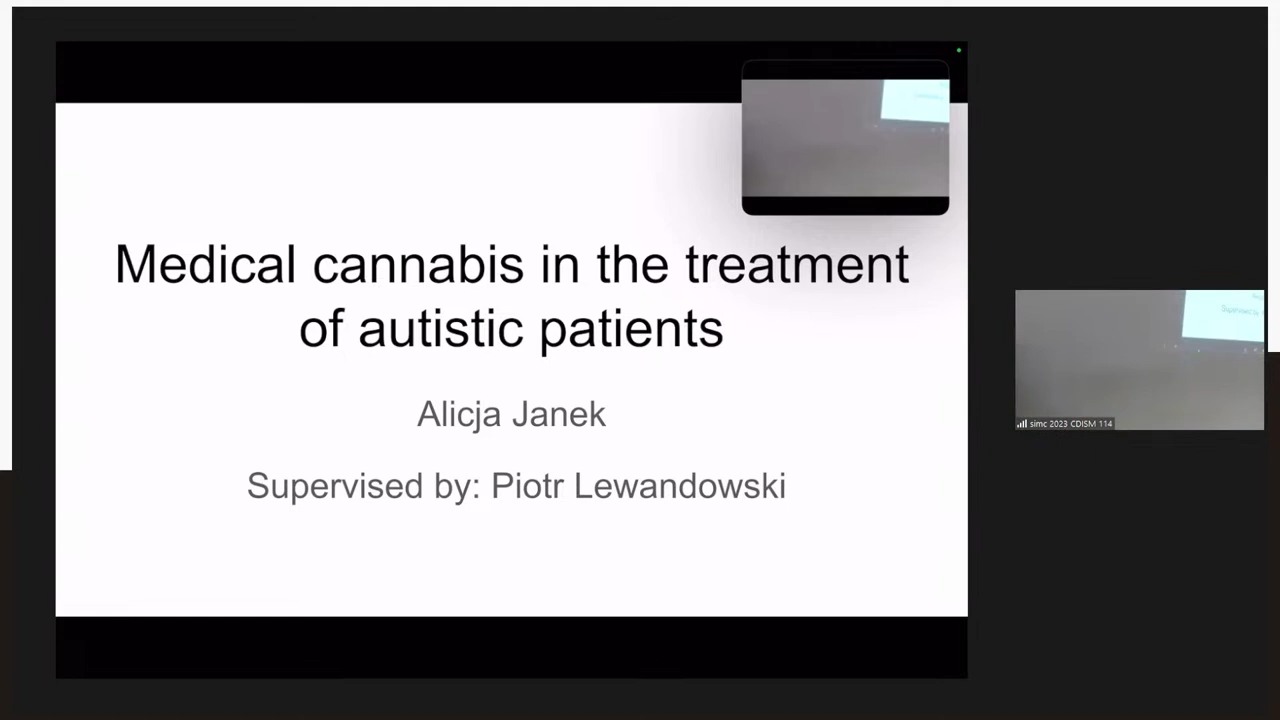 Medical cannabis in the treatment
of autistic patients
Alicja Janek
Supervised by: Piotr Lewandowski
simc 2023 CDISM 114